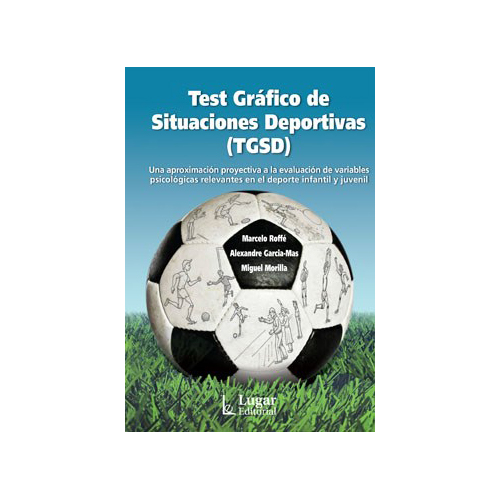 Test Gráfico de
Situaciones Deportivas
(TGSD)
Una aproximación proyectiva a la evaluación de variables
psicológicas relevantes en el deporte infantil y juvenil
Marcelo Roffé
Alexandre Garcia-Mas
Miguel Morilla
Lugar
Editorial